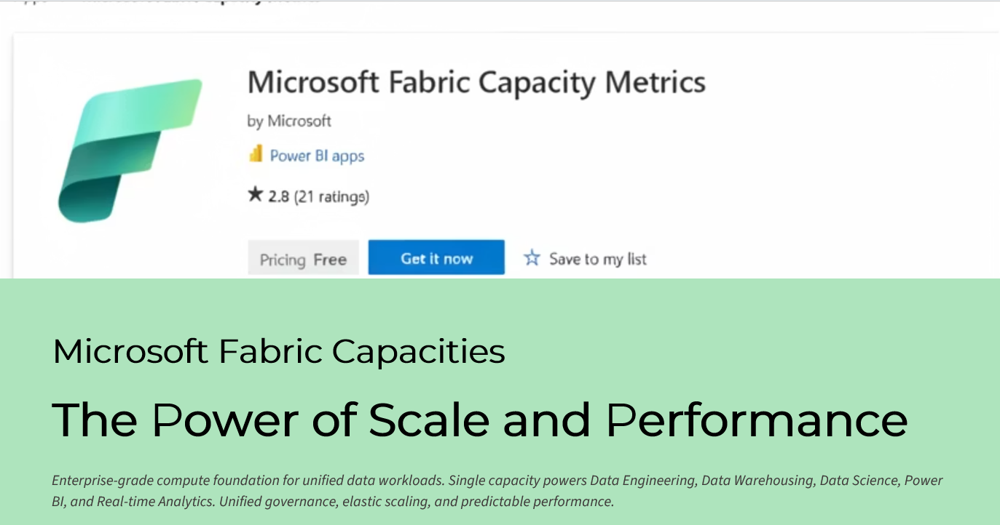 Microsoft Fabric Capacity Metrics
by Microsoft
Power BI apps
★ 2.8 (21 ratings)
Pricing Free
Get it now
☆ Save to my list
Microsoft Fabric Capacities
The Power of Scale and Performance
Enterprise-grade compute foundation for unified data workloads. Single capacity powers Data Engineering, Data Warehousing, Data Science, Power
BI, and Real-time Analytics. Unified governance, elastic scaling, and predictable performance.